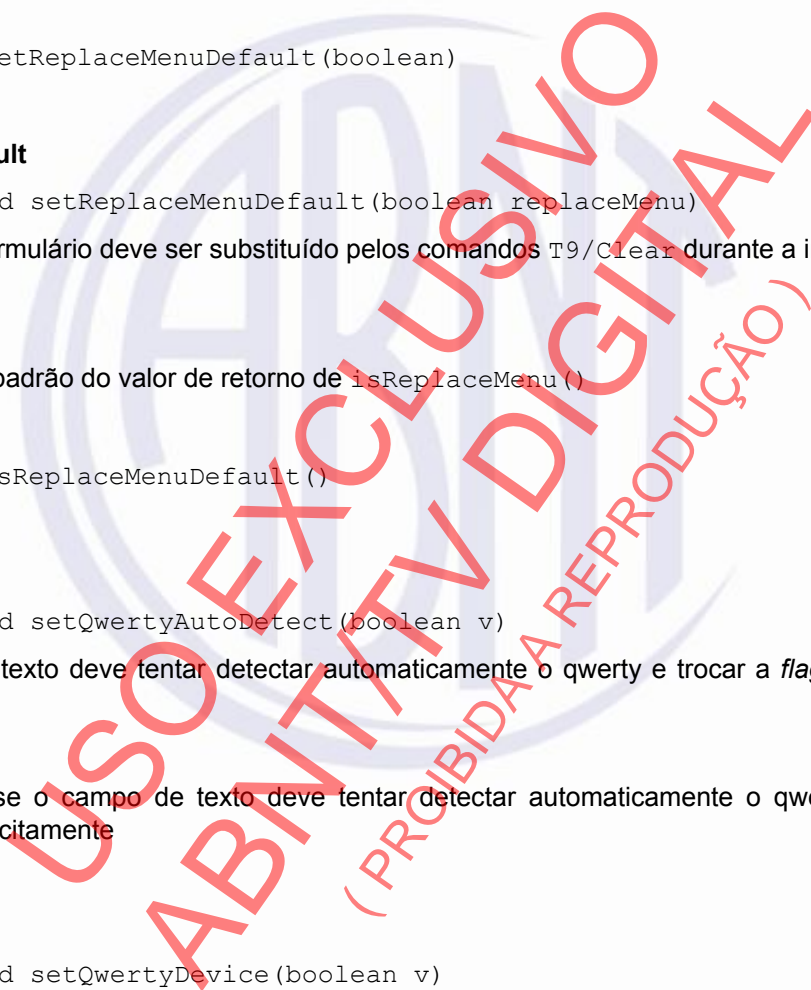 etReplaceMenuDefault(boolean)
ult
d setReplaceMenuDefault(boolean replaceMenu)
rmulário deve ser substituído pelos comandos T9/Clear durante a i
padrão do valor de retorno de isReplaceMenu()
sReplaceMenuDefault()
d setQwertyAutoDetect(boolean v)
texto deve tentar detectar automaticamente o qwerty e trocar a flag
se o campo de texto deve tentar detectar automaticamente o qwe
citamente
d setQwertyDevice(boolean v)
USO EXCLUSIVO
ABNT/TV DIGITAL
( PROIBIDA A REPRODUÇÃO )
ABNT